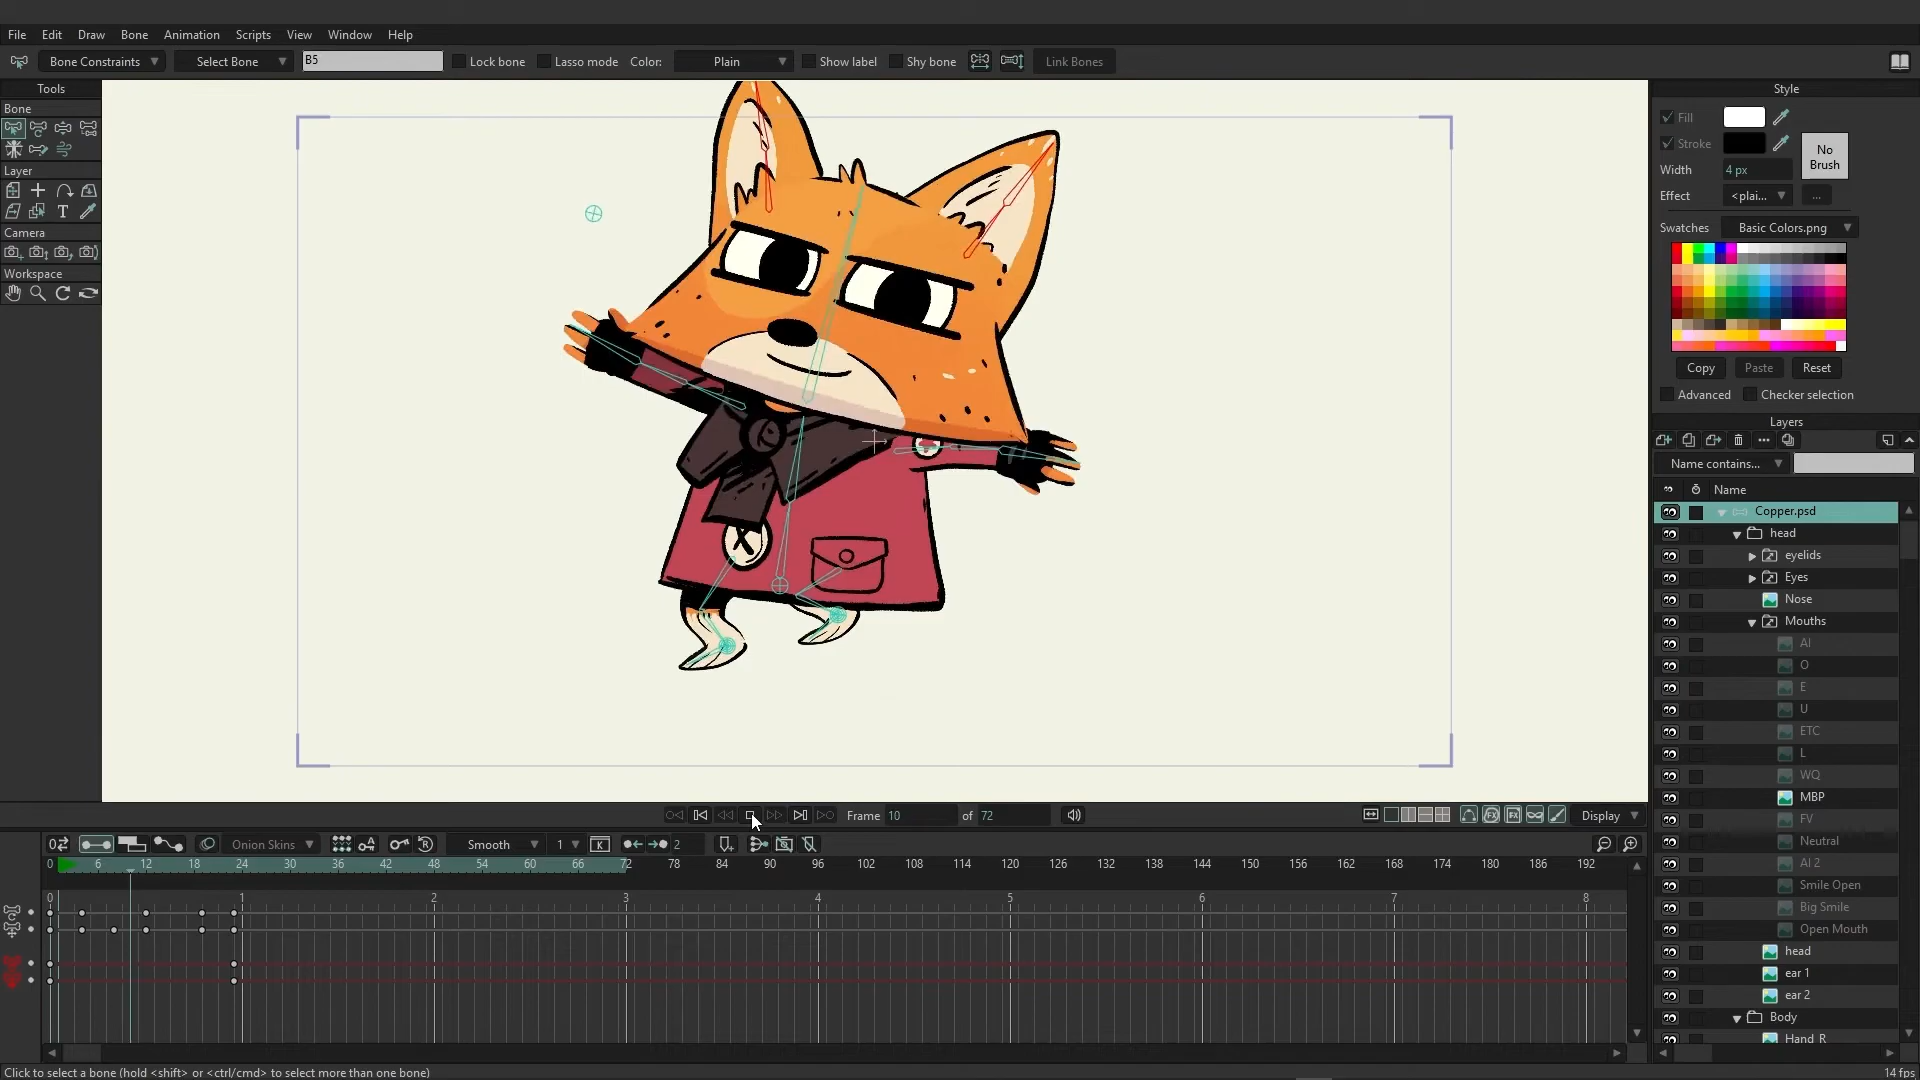 File Edit Draw Bone Animation Scripts View Window Help
Bone Constraints Select Bone B5 Lock bone Lasso mode Color: Plain Show label Shy bone Link Bones
Tools
Bone
Layer
T
Camera
Workspace
Style
Fill
Stroke
No Brush
Width 4 px
Effect <plai... ...
Swatches Basic Colors.png
Copy Paste Reset
Advanced Checker selection
Layers
Name contains...
Name
Copper.psd
head
eyelids
Eyes
Nose
Mouths
AI
O
E
U
ETC
L
WQ
MBP
FV
Neutral
AI 2
Smile Open
Big Smile
Open Mouth
head
ear 1
ear 2
Body
Hand R
X
Frame 10 of 72
Display
Onion Skins Smooth 1 K 2
0 6 12 18 24 30 36 42 48 54 60 66 72 78 84 90 96 102 108 114 120 126 132 138 144 150 156 162 168 174 180 186 192
0 1 2 3 4 5 6 7 8
Click to select a bone (hold <shift> or <ctrl/cmd> to select more than one bone)
14 fps